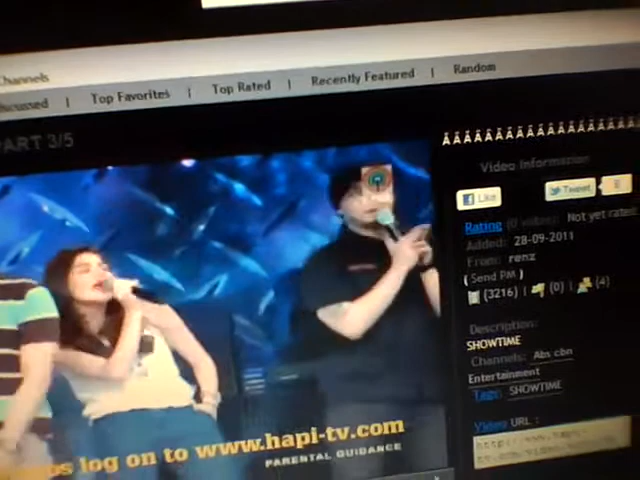 Channels
Discussed | Top Favorites | Top Rated | Recently Featured | Random
PART 3/5
Video Information
Like
Tweet
Rating (0 votes): Not yet rated
Added: 28-09-2011
From: renz
( Send PM )
(3216) | (0) | (4)
Description:
SHOWTIME
Channels: Abs cbn
Entertainment
Tags: SHOWTIME
Video URL :
log on to www.hapi-tv.com
PARENTAL GUIDANCE